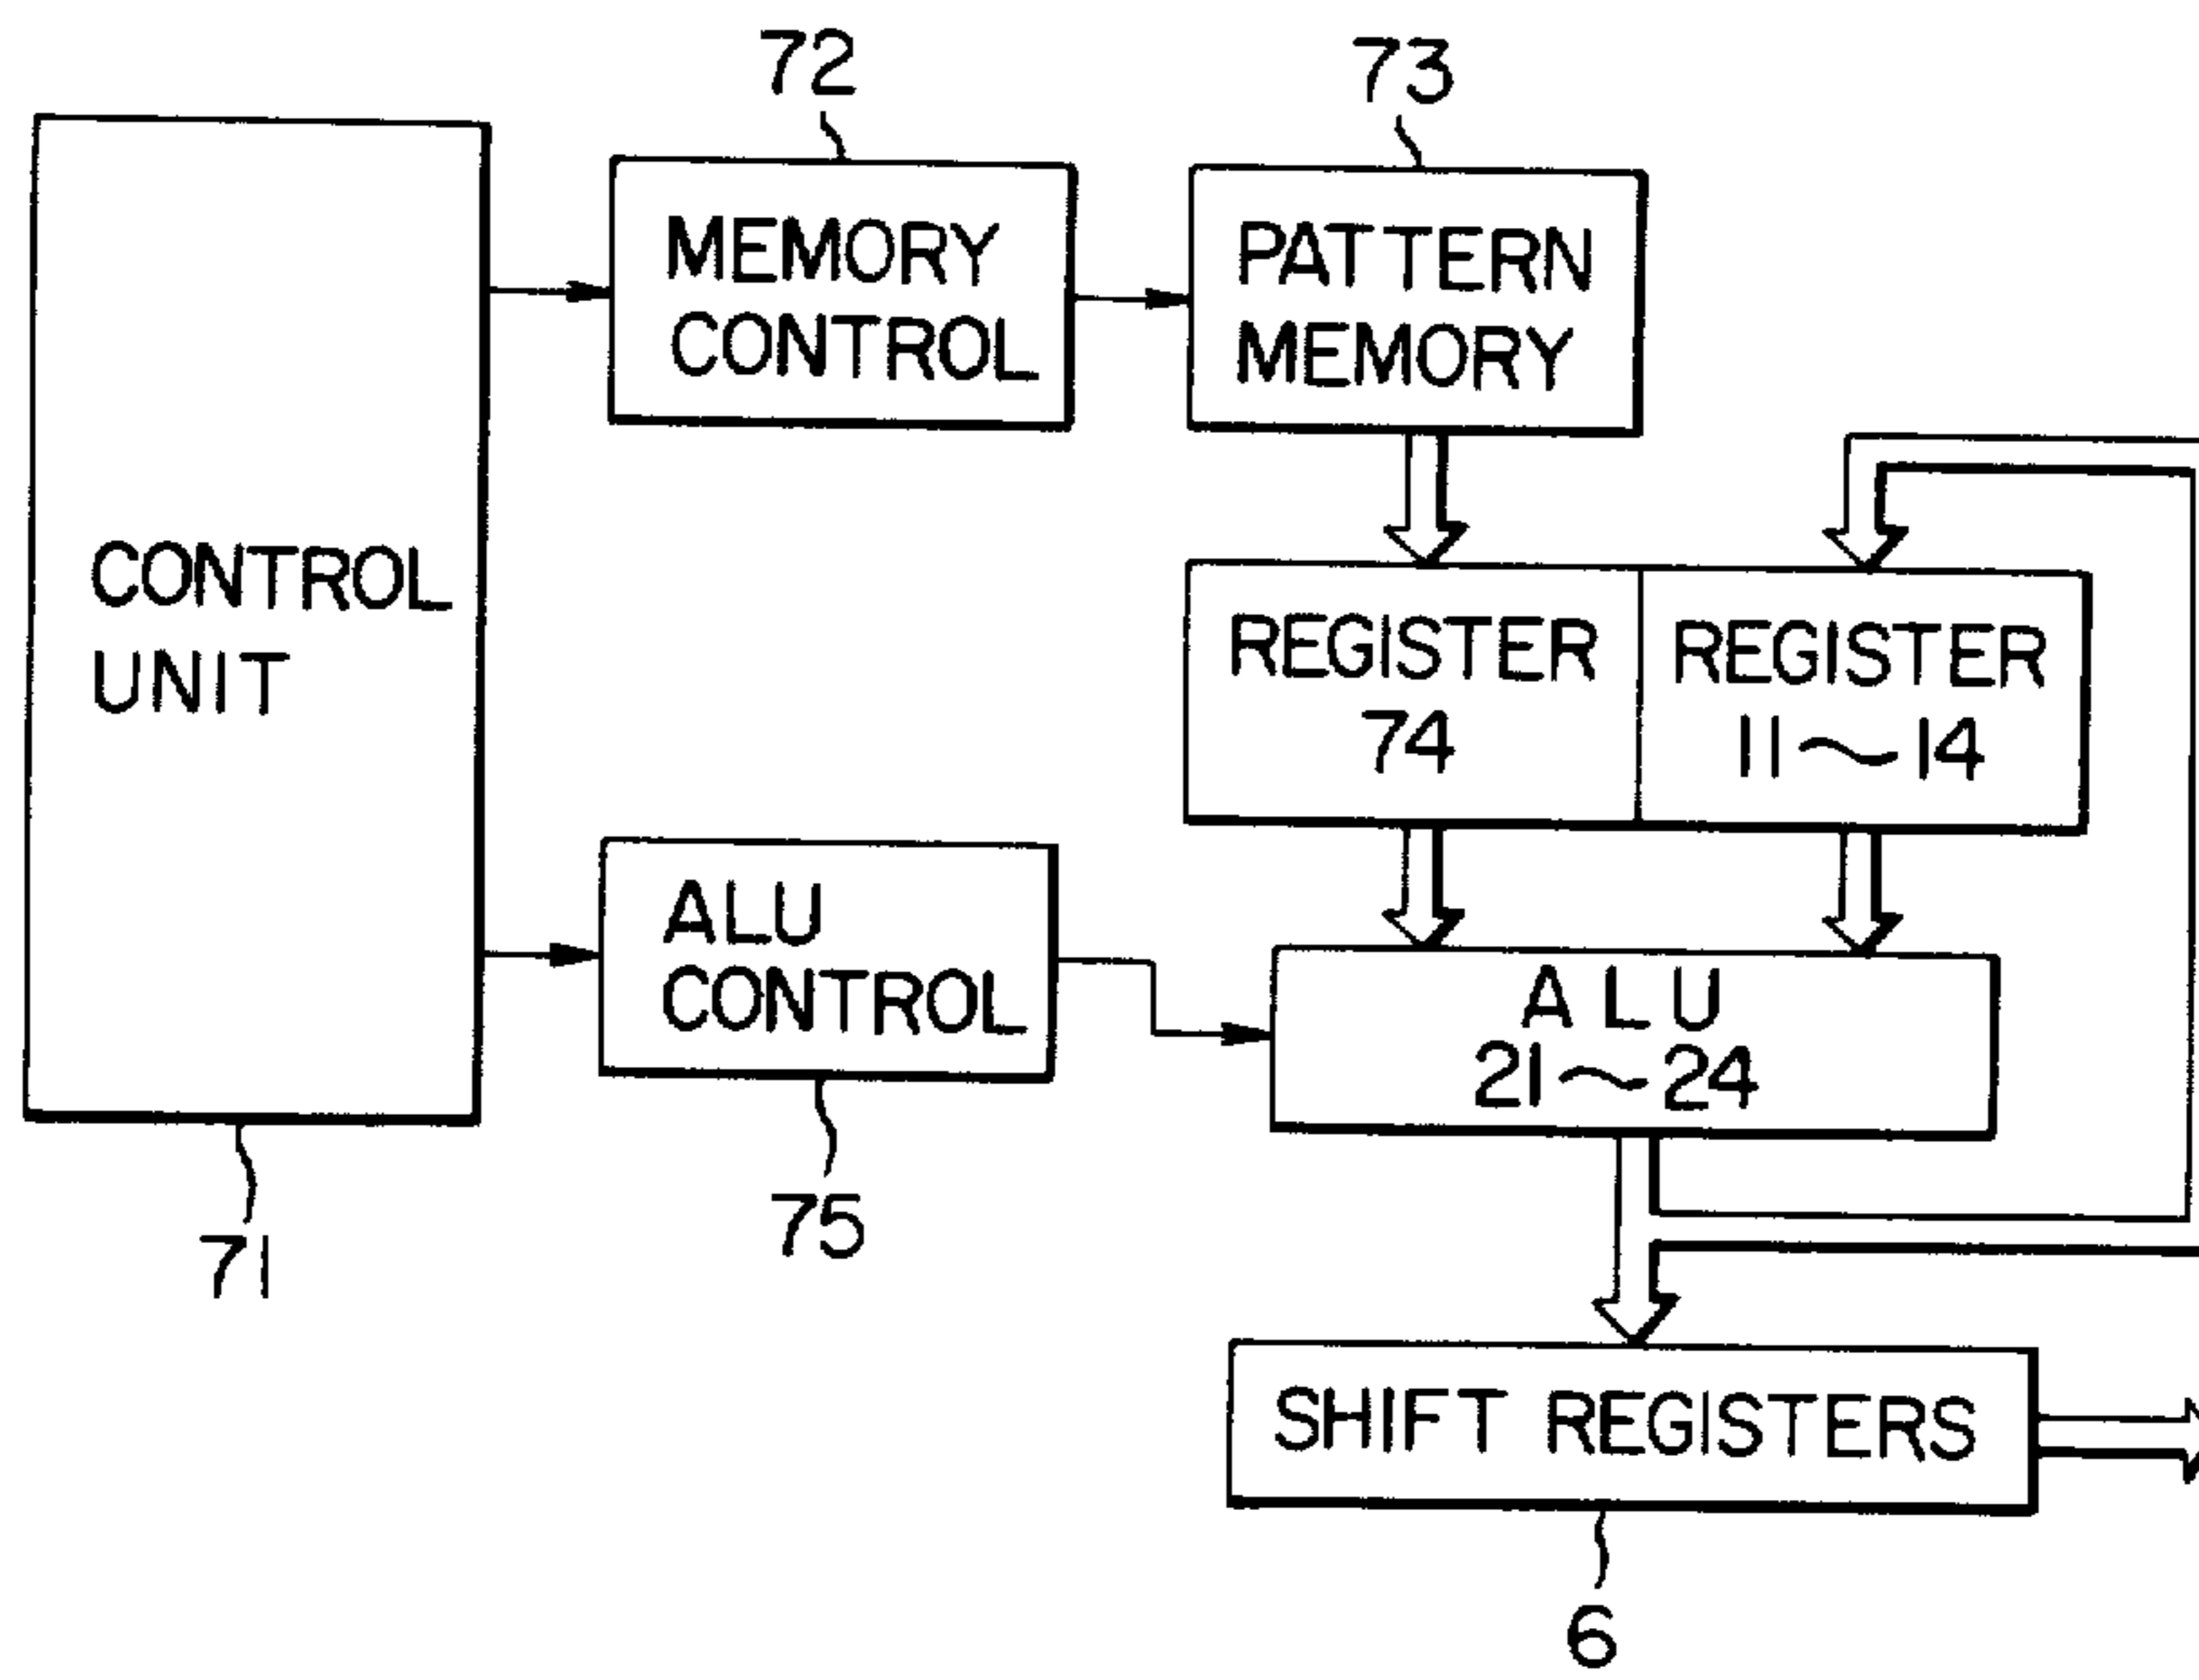 72
73
MEMORY
CONTROL
PATTERN
MEMORY
CONTROL
UNIT
REGISTER
74
REGISTER
11~14
ALU
CONTROL
ALU
21~24
75
71
SHIFT REGISTERS
6